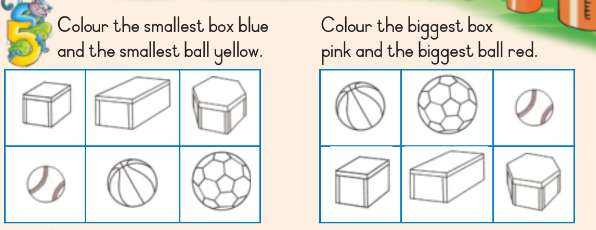 5
Colour the smallest box blue
and the smallest ball yellow.
Colour the biggest box
pink and the biggest ball red.